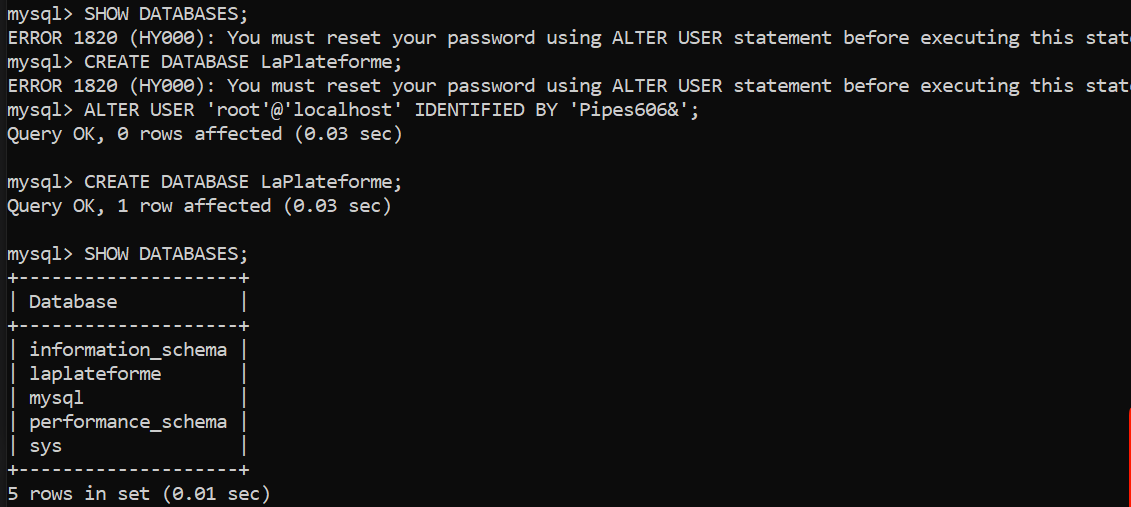 mysql> SHOW DATABASES;
ERROR 1820 (HY000): You must reset your password using ALTER USER statement before executing this stat
mysql> CREATE DATABASE LaPlateforme;
ERROR 1820 (HY000): You must reset your password using ALTER USER statement before executing this stat
mysql> ALTER USER 'root'@'localhost' IDENTIFIED BY 'Pipes606&';
Query OK, 0 rows affected (0.03 sec)
mysql> CREATE DATABASE LaPlateforme;
Query OK, 1 row affected (0.03 sec)
mysql> SHOW DATABASES;
+--------------------+
| Database           |
+--------------------+
| information_schema |
| laplateforme       |
| mysql              |
| performance_schema |
| sys                |
+--------------------+
5 rows in set (0.01 sec)